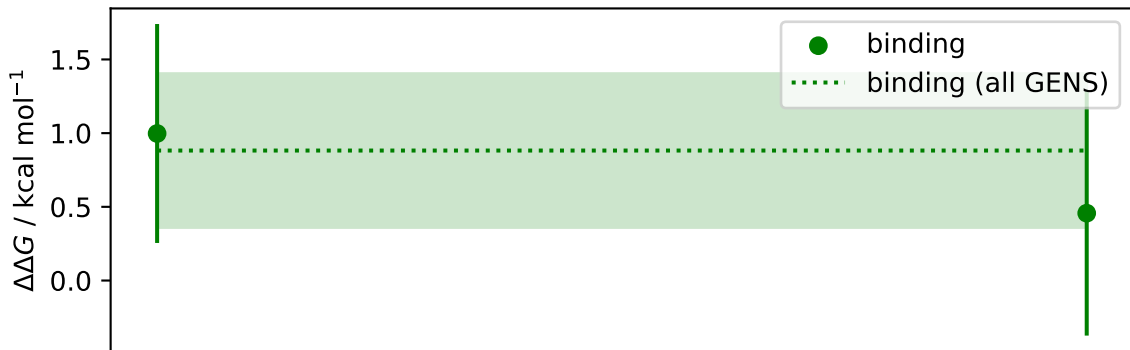 ΔΔG / kcal mol⁻¹
1.5
1.0
0.5
0.0
binding
binding (all GENS)